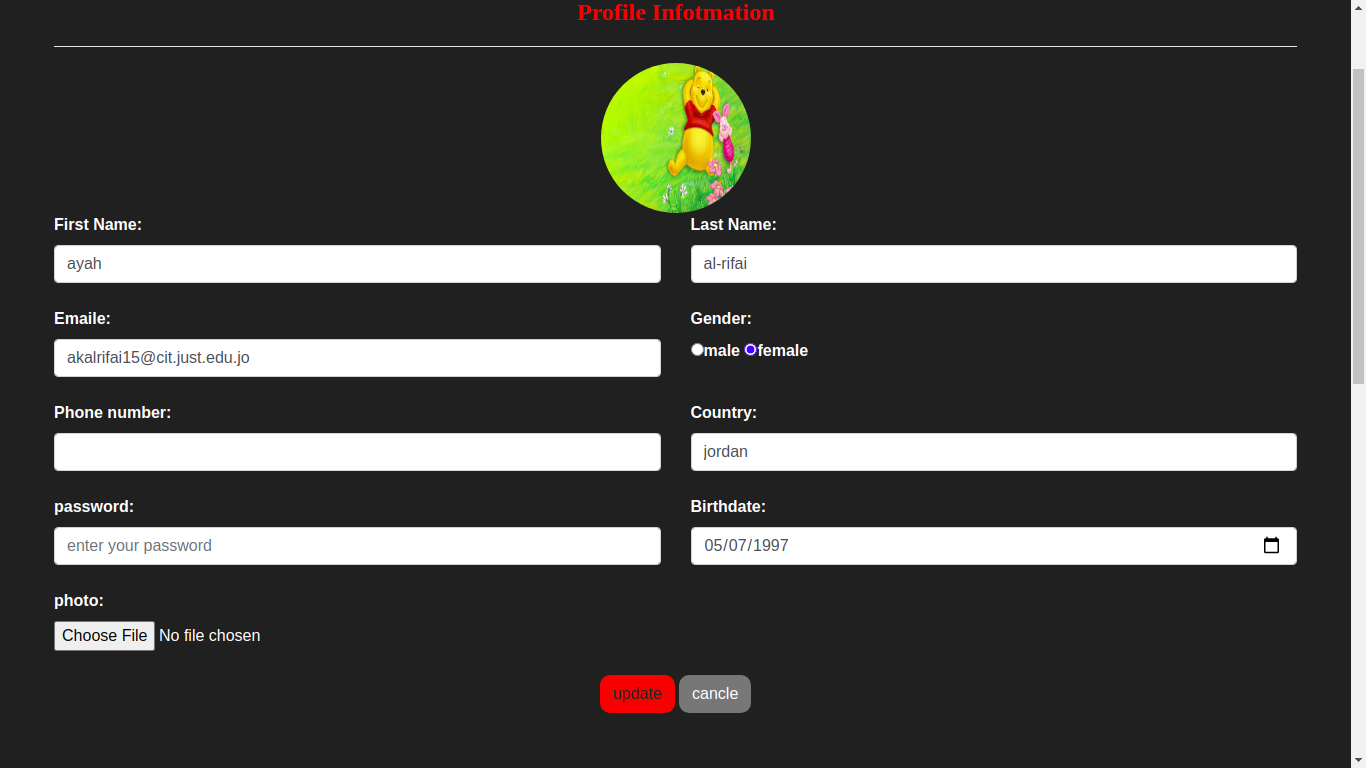 Profile Infotmation
First Name: Last Name:
ayah al-rifai
Emaile: Gender:
akalrifai15@cit.just.edu.jo male female
Phone number: Country:
jordan
password: Birthdate:
enter your password 05/07/1997
photo:
Choose File No file chosen
update cancle